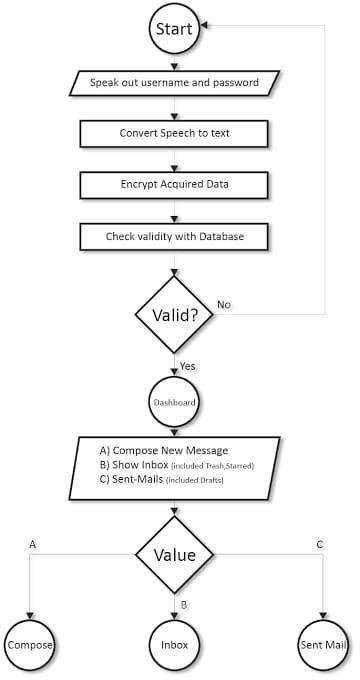 Start
Speak out username and password
Convert Speech to text
Encrypt Acquired Data
Check validity with Database
Valid?
No
Yes
Dashboard
A) Compose New Message
B) Show Inbox (included Trash,Starred)
C) Sent-Mails (included Drafts)
Value
A
C
B
Compose
Inbox
Sent Mail